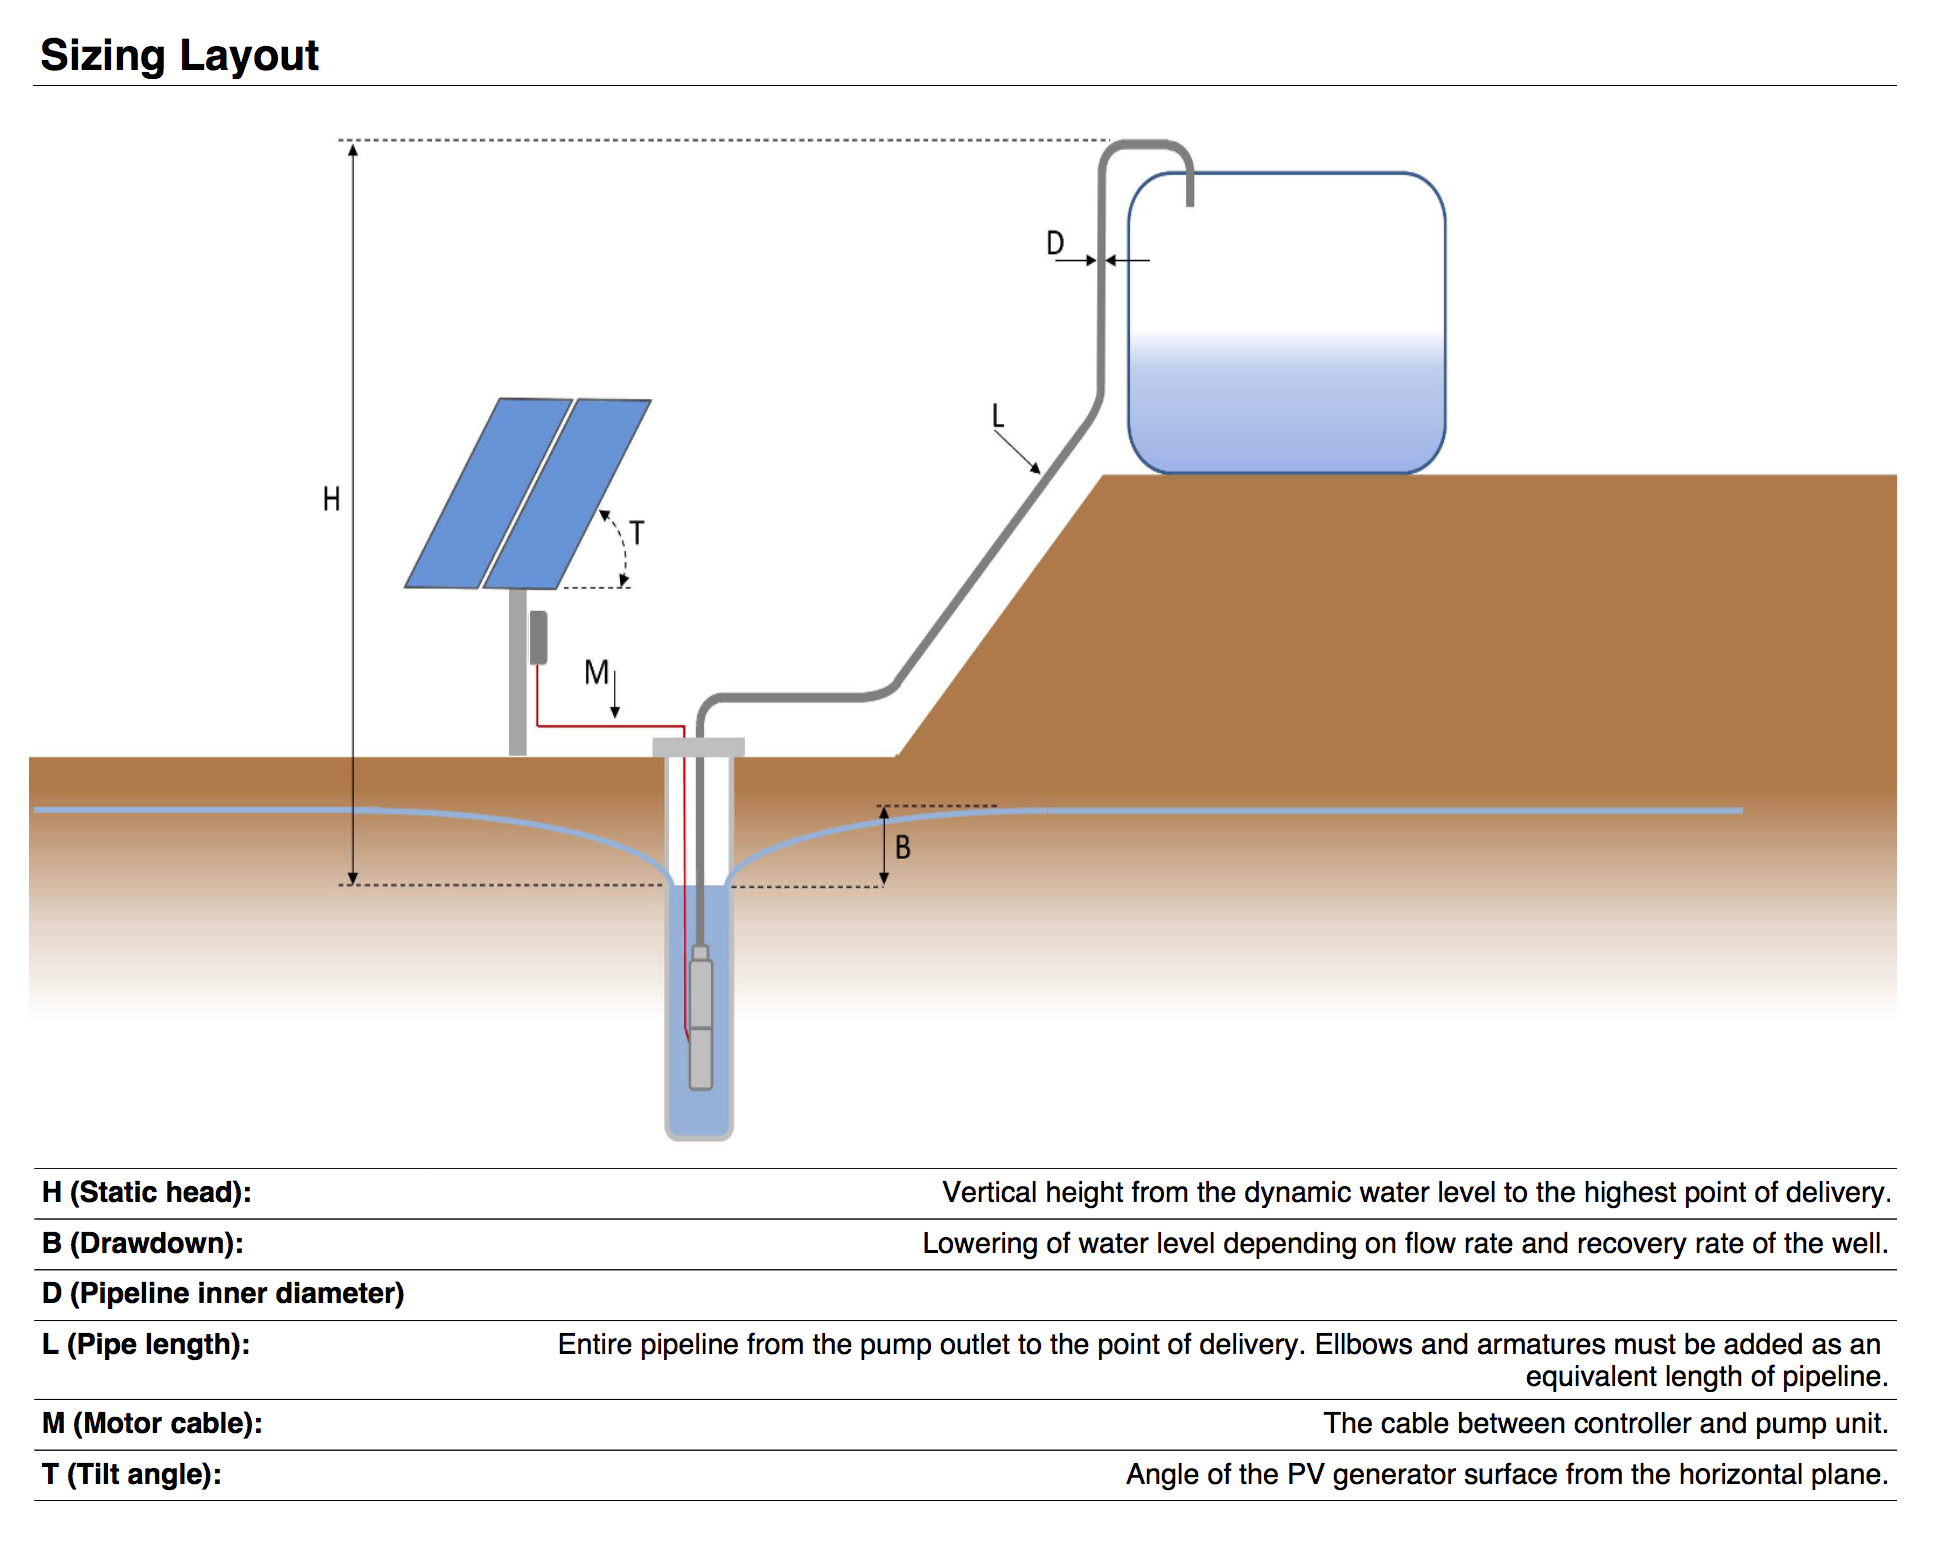 Sizing Layout
D
L
H
T
M
B
H (Static head): Vertical height from the dynamic water level to the highest point of delivery.
B (Drawdown): Lowering of water level depending on flow rate and recovery rate of the well.
D (Pipeline inner diameter)
L (Pipe length): Entire pipeline from the pump outlet to the point of delivery. Ellbows and armatures must be added as an
equivalent length of pipeline.
M (Motor cable): The cable between controller and pump unit.
T (Tilt angle): Angle of the PV generator surface from the horizontal plane.